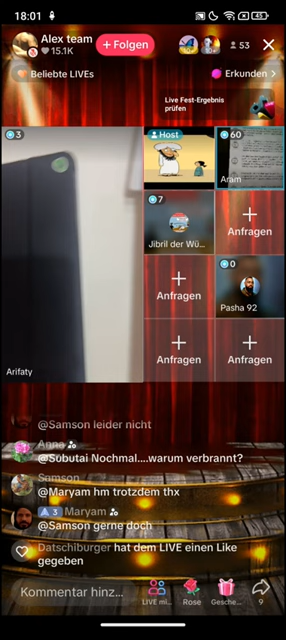 18:01
45
Alex team
15.1K
+ Folgen
53
Beliebte LIVEs
Erkunden >
Live Fest-Ergebnis
prüfen
3
Host
60
Aram
7
Jibril der Wü...
Anfragen
Anfragen
0
Pasha 92
Anfragen
Anfragen
Arifaty
@Samson leider nicht
Anna
@Subutai Nochmal....warum verbrannt?
Samson
@Maryam hm trotzdem thx
3 Maryam
@Samson gerne doch
Datschiburger hat dem LIVE einen Like
gegeben
Kommentar hinz...
LIVE mi...
Rose
Gesche...
9